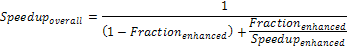 Speedup_overall = 1 / ((1 − Fraction_enhanced) + Fraction_enhanced / Speedup_enhanced)